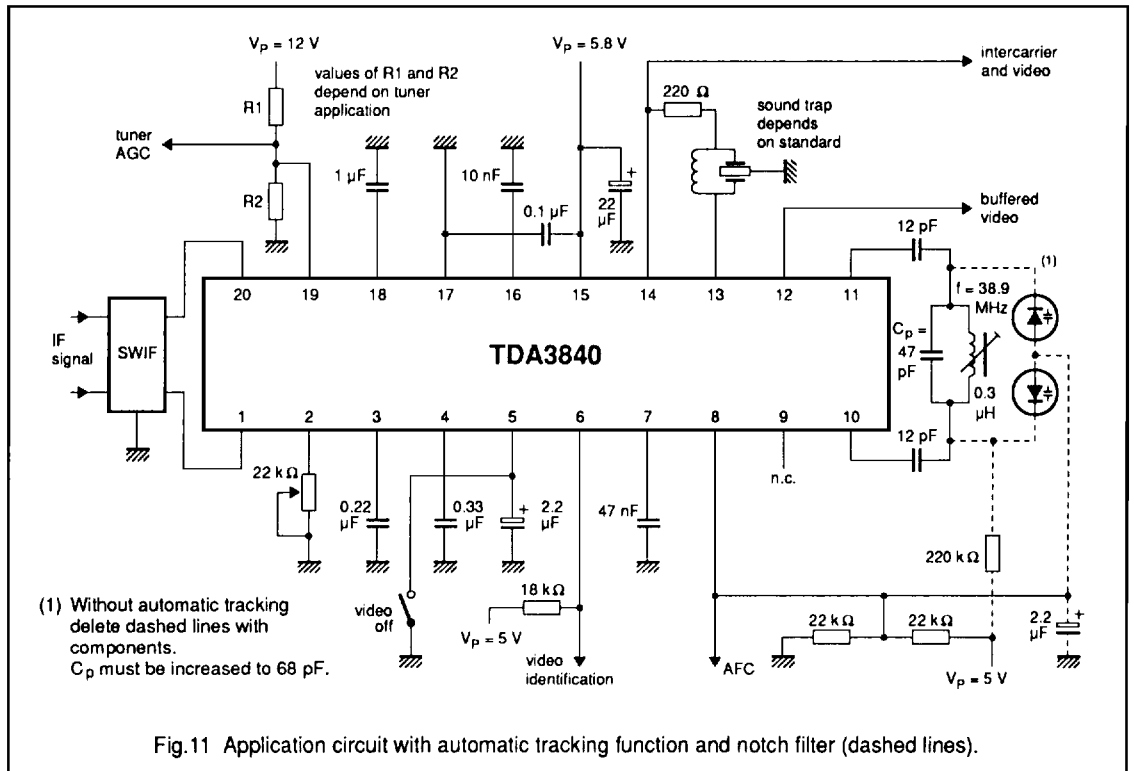 V_P = 12 V
V_P = 5.8 V
intercarrier
and video
values of R1 and R2
depend on tuner
application
R1
220 Ω
sound trap
depends
on standard
tuner
AGC
R2
1 µF
10 nF
0.1 µF
22
µF
+
buffered
video
12 pF
(1)
20
19
18
17
16
15
14
13
12
11
f = 38.9
MHz
IF
signal
SWIF
TDA3840
C_p =
47
pF
0.3
µH
1
2
3
4
5
6
7
8
9
10
12 pF
n.c.
22 kΩ
0.22
µF
0.33
µF
+
2.2
µF
47 nF
220 kΩ
video
off
18 kΩ
V_P = 5 V
video
identification
22 kΩ
22 kΩ
AFC
V_P = 5 V
2.2
µF
+
(1) Without automatic tracking
delete dashed lines with
components.
C_p must be increased to 68 pF.
Fig.11 Application circuit with automatic tracking function and notch filter (dashed lines).